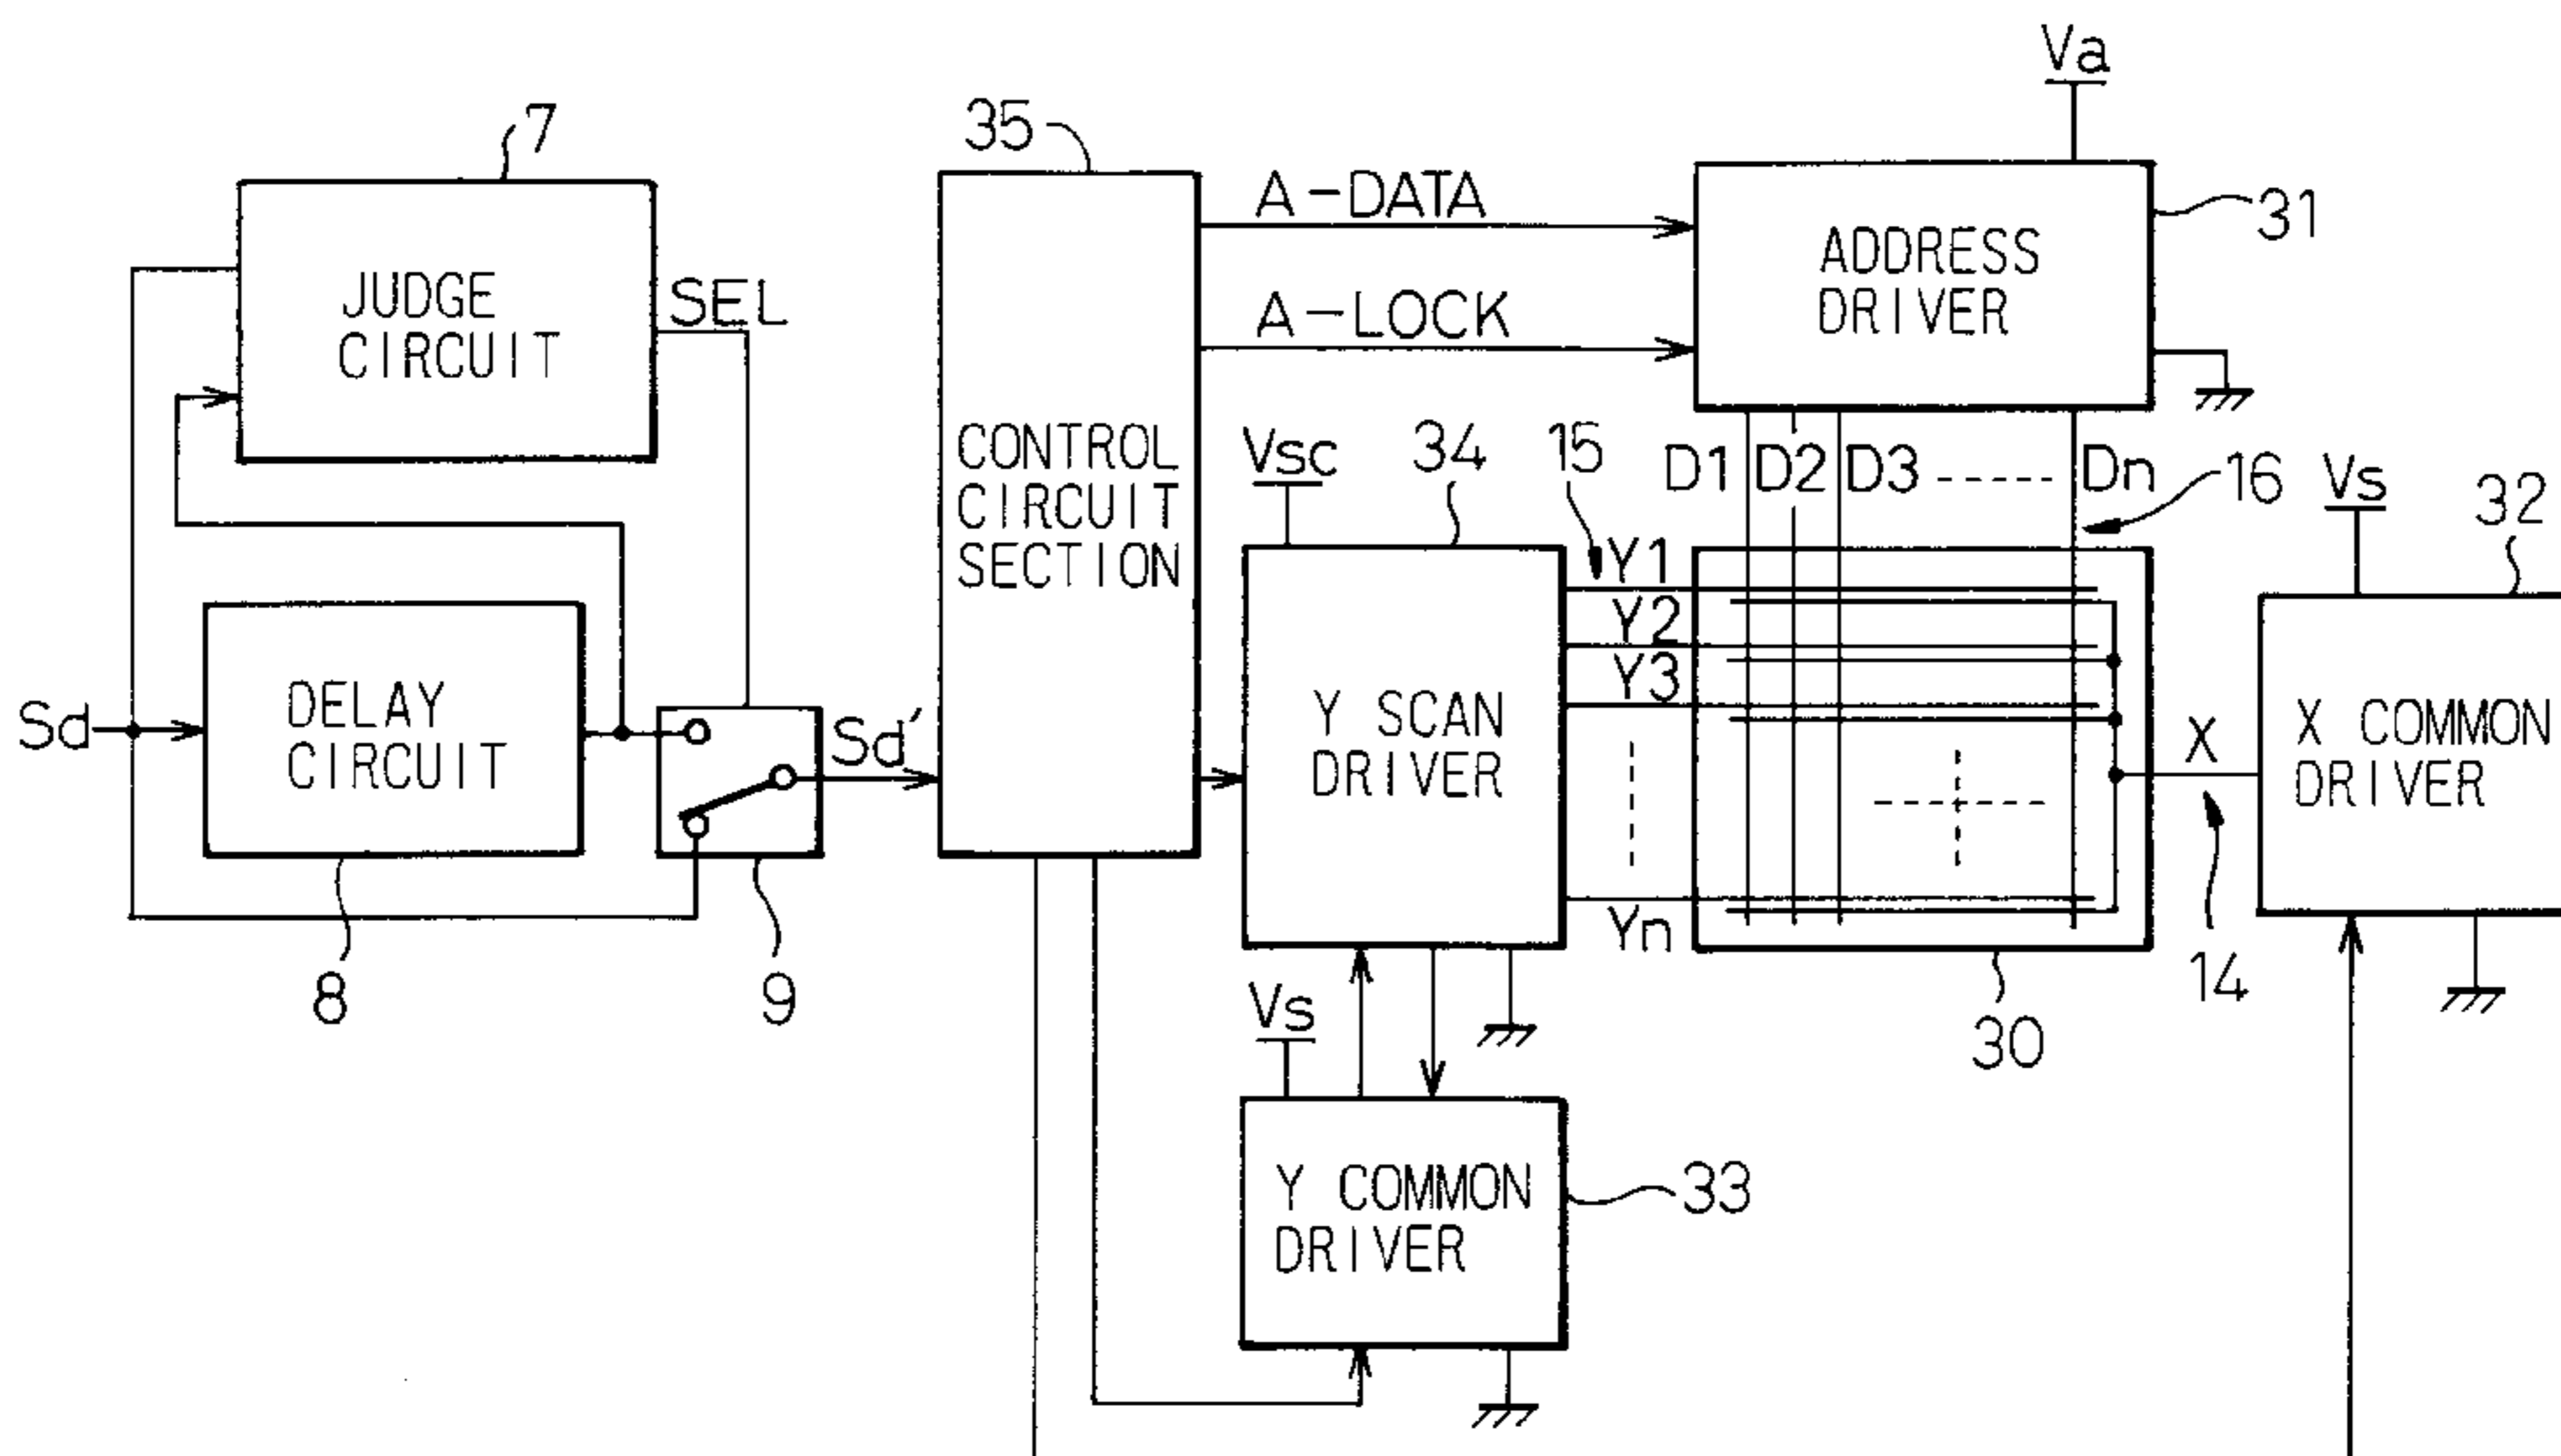 Va
7
35
A-DATA
31
JUDGE
CIRCUIT
SEL
ADDRESS
DRIVER
A-LOCK
CONTROL
CIRCUIT
SECTION
Vsc
34
15
D1 D2 D3 Dn
16
Vs
32
Y1
Y2
Y3
Sd
DELAY
CIRCUIT
Sd'
Y SCAN
DRIVER
X
X COMMON
DRIVER
Yn
8
9
Vs
14
30
Y COMMON
DRIVER
33